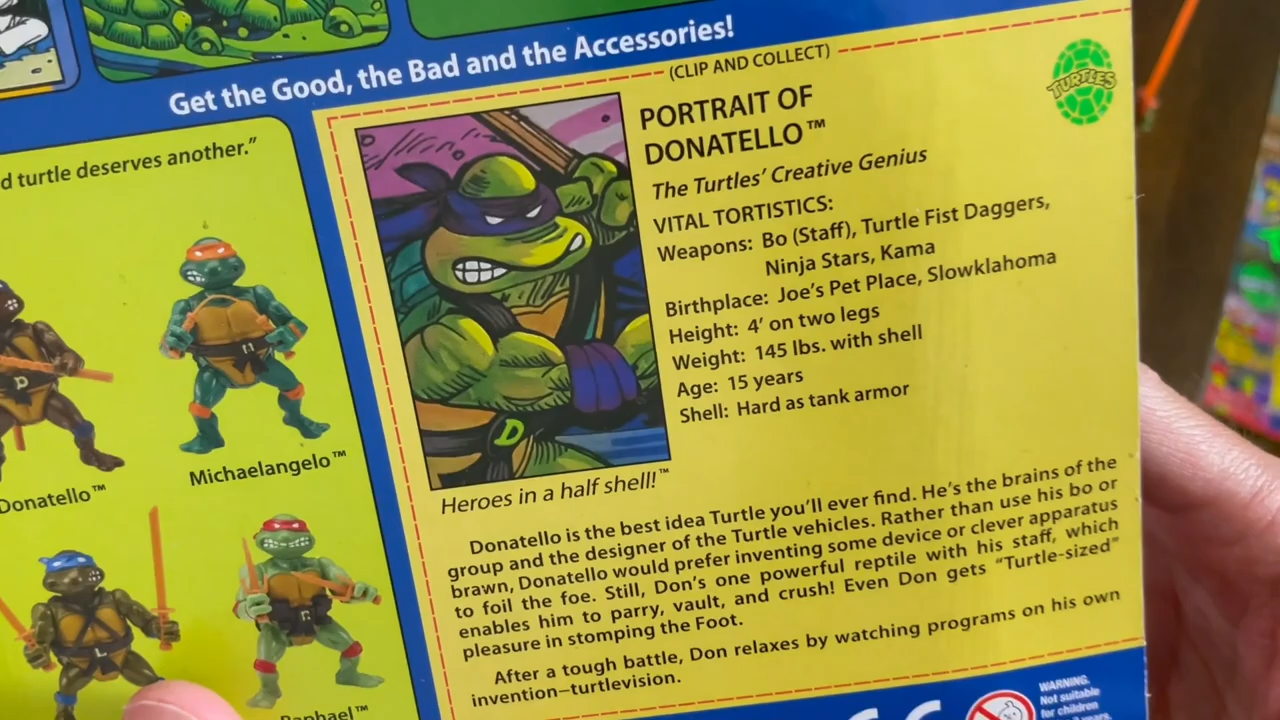 Get the Good, the Bad and the Accessories!
d turtle deserves another.”
Donatello™
Michaelangelo™
Raphael™
(CLIP AND COLLECT)
TURTLES
PORTRAIT OF
DONATELLO™
The Turtles’ Creative Genius
VITAL TORTISTICS:
Weapons: Bo (Staff), Turtle Fist Daggers,
Ninja Stars, Kama
Birthplace: Joe’s Pet Place, Slowklahoma
Height: 4’ on two legs
Weight: 145 lbs. with shell
Age: 15 years
Shell: Hard as tank armor
D
Heroes in a half shell!™
Donatello is the best idea Turtle you’ll ever find. He’s the brains of the
group and the designer of the Turtle vehicles. Rather than use his bo or
brawn, Donatello would prefer inventing some device or clever apparatus
to foil the foe. Still, Don’s one powerful reptile with his staff, which
enables him to parry, vault, and crush! Even Don gets “Turtle-sized”
pleasure in stomping the Foot.
After a tough battle, Don relaxes by watching programs on his own
invention—turtlevision.
WARNING.
Not suitable
for children